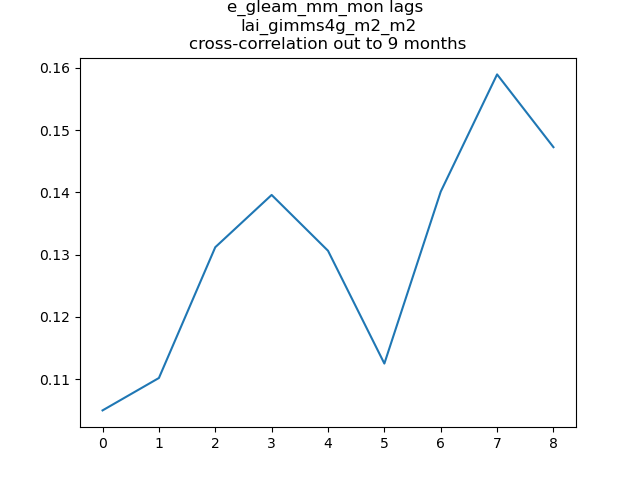 e_gleam_mm_mon lags
lai_gimms4g_m2_m2
cross-correlation out to 9 months
0.16
0.15
0.14
0.13
0.12
0.11
0 1 2 3 4 5 6 7 8